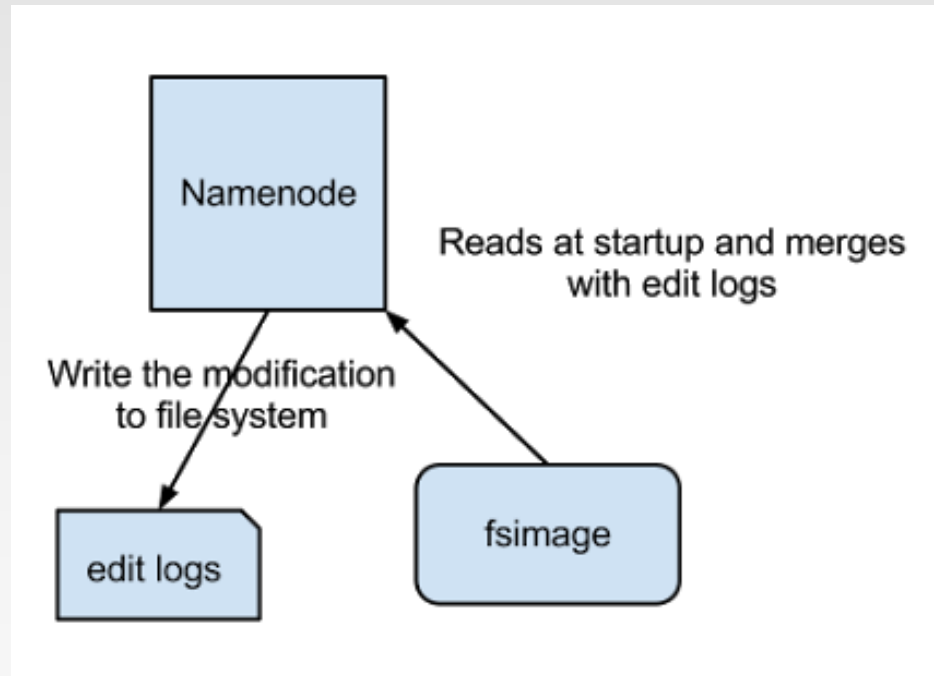 Namenode
Reads at startup and merges
with edit logs
Write the modification
to file system
edit logs
fsimage